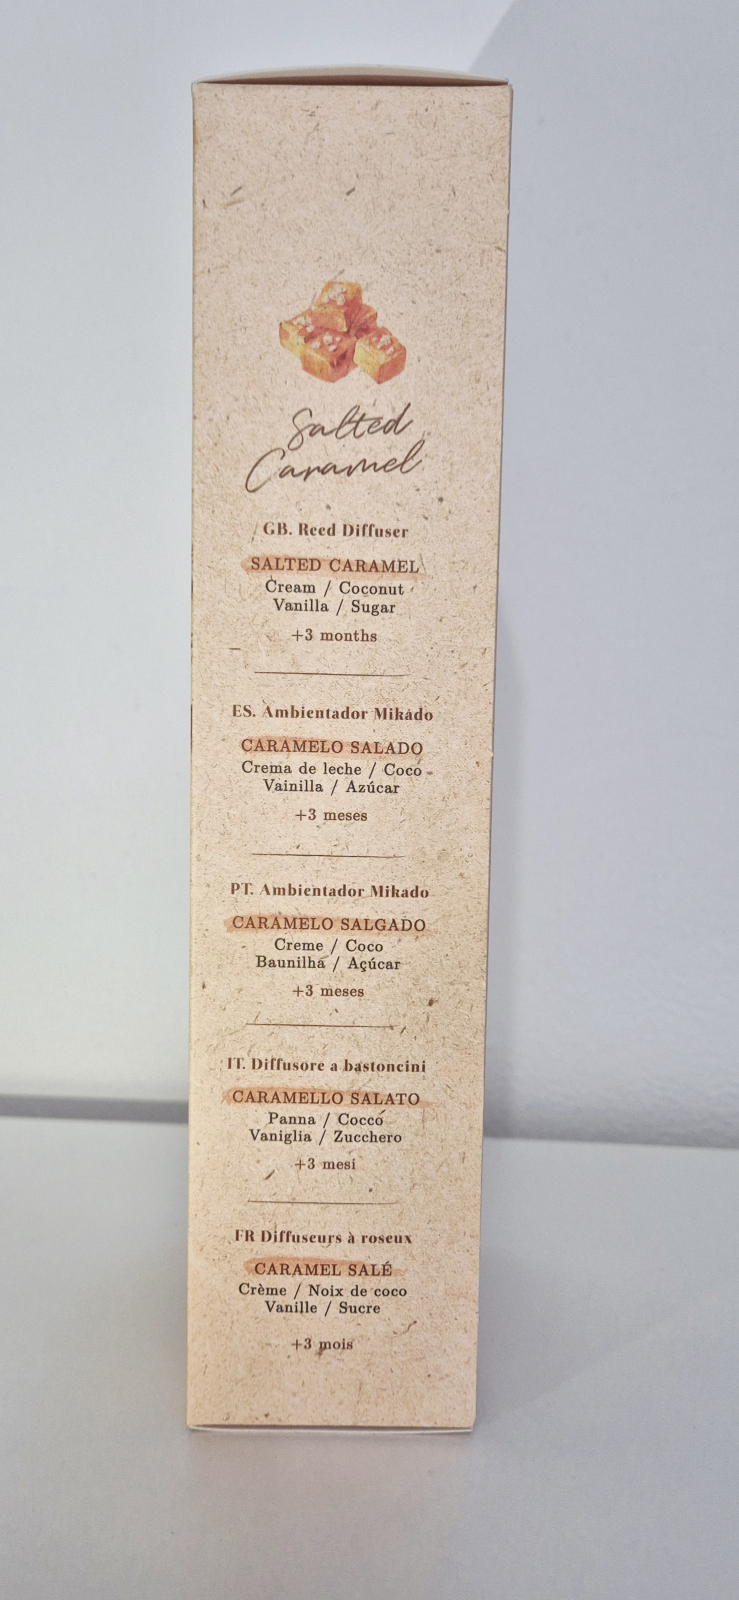 Salted
Caramel
GB. Reed Diffuser
SALTED CARAMEL
Cream / Coconut
Vanilla / Sugar
+3 months
ES. Ambientador Mikado
CARAMELO SALADO
Crema de leche / Coco
Vainilla / Azúcar
+3 meses
PT. Ambientador Mikado
CARAMELO SALGADO
Creme / Coco
Baunilha / Açúcar
+3 meses
IT. Diffusore a bastoncini
CARAMELLO SALATO
Panna / Cocco
Vaniglia / Zucchero
+3 mesi
FR Diffuseurs à roseux
CARAMEL SALÉ
Crème / Noix de coco
Vanille / Sucre
+3 mois